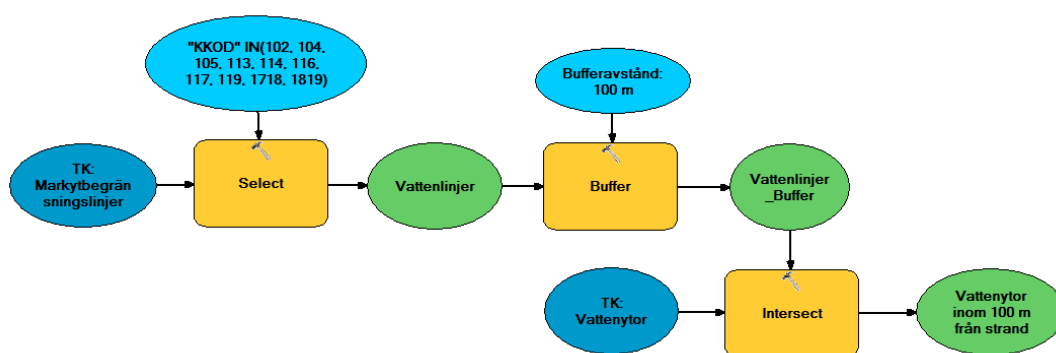 "KKOD" IN(102, 104,
105, 113, 114, 116,
117, 119, 1718, 1819)
Bufferavstånd:
100 m
TK:
Markytbegrän
sningslinjer
Select
Vattenlinjer
Buffer
Vattenlinjer
_Buffer
TK:
Vattenytor
Intersect
Vattenytor
inom 100 m
från strand